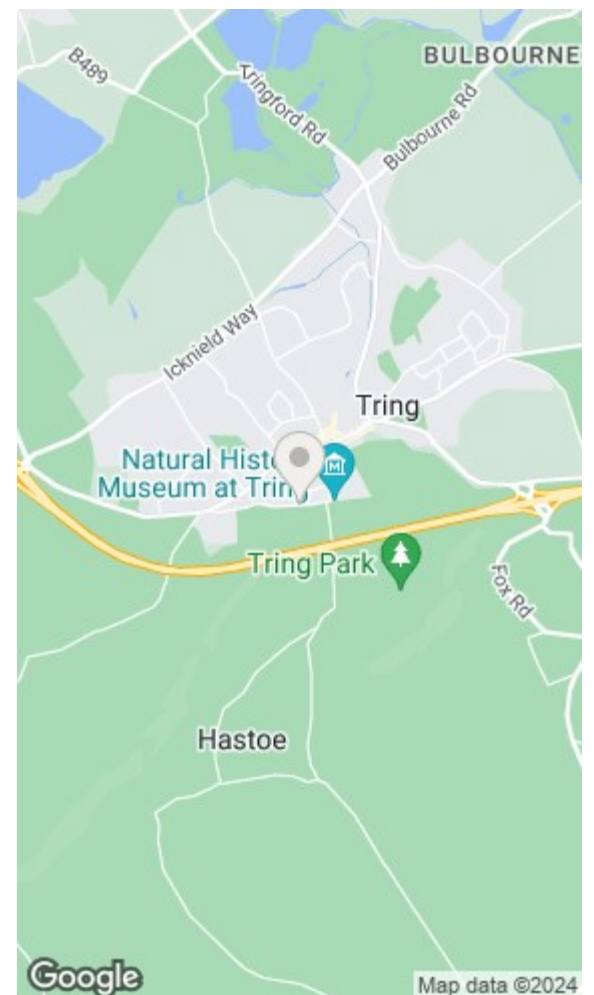 BULBOURNE
B489
Tringford Rd
Bulbourne Rd
Icknield Way
Tring
Natural Histo
Museum at Tring
M
Tring Park
Fox Rd
Hastoe
Google
Map data ©2024